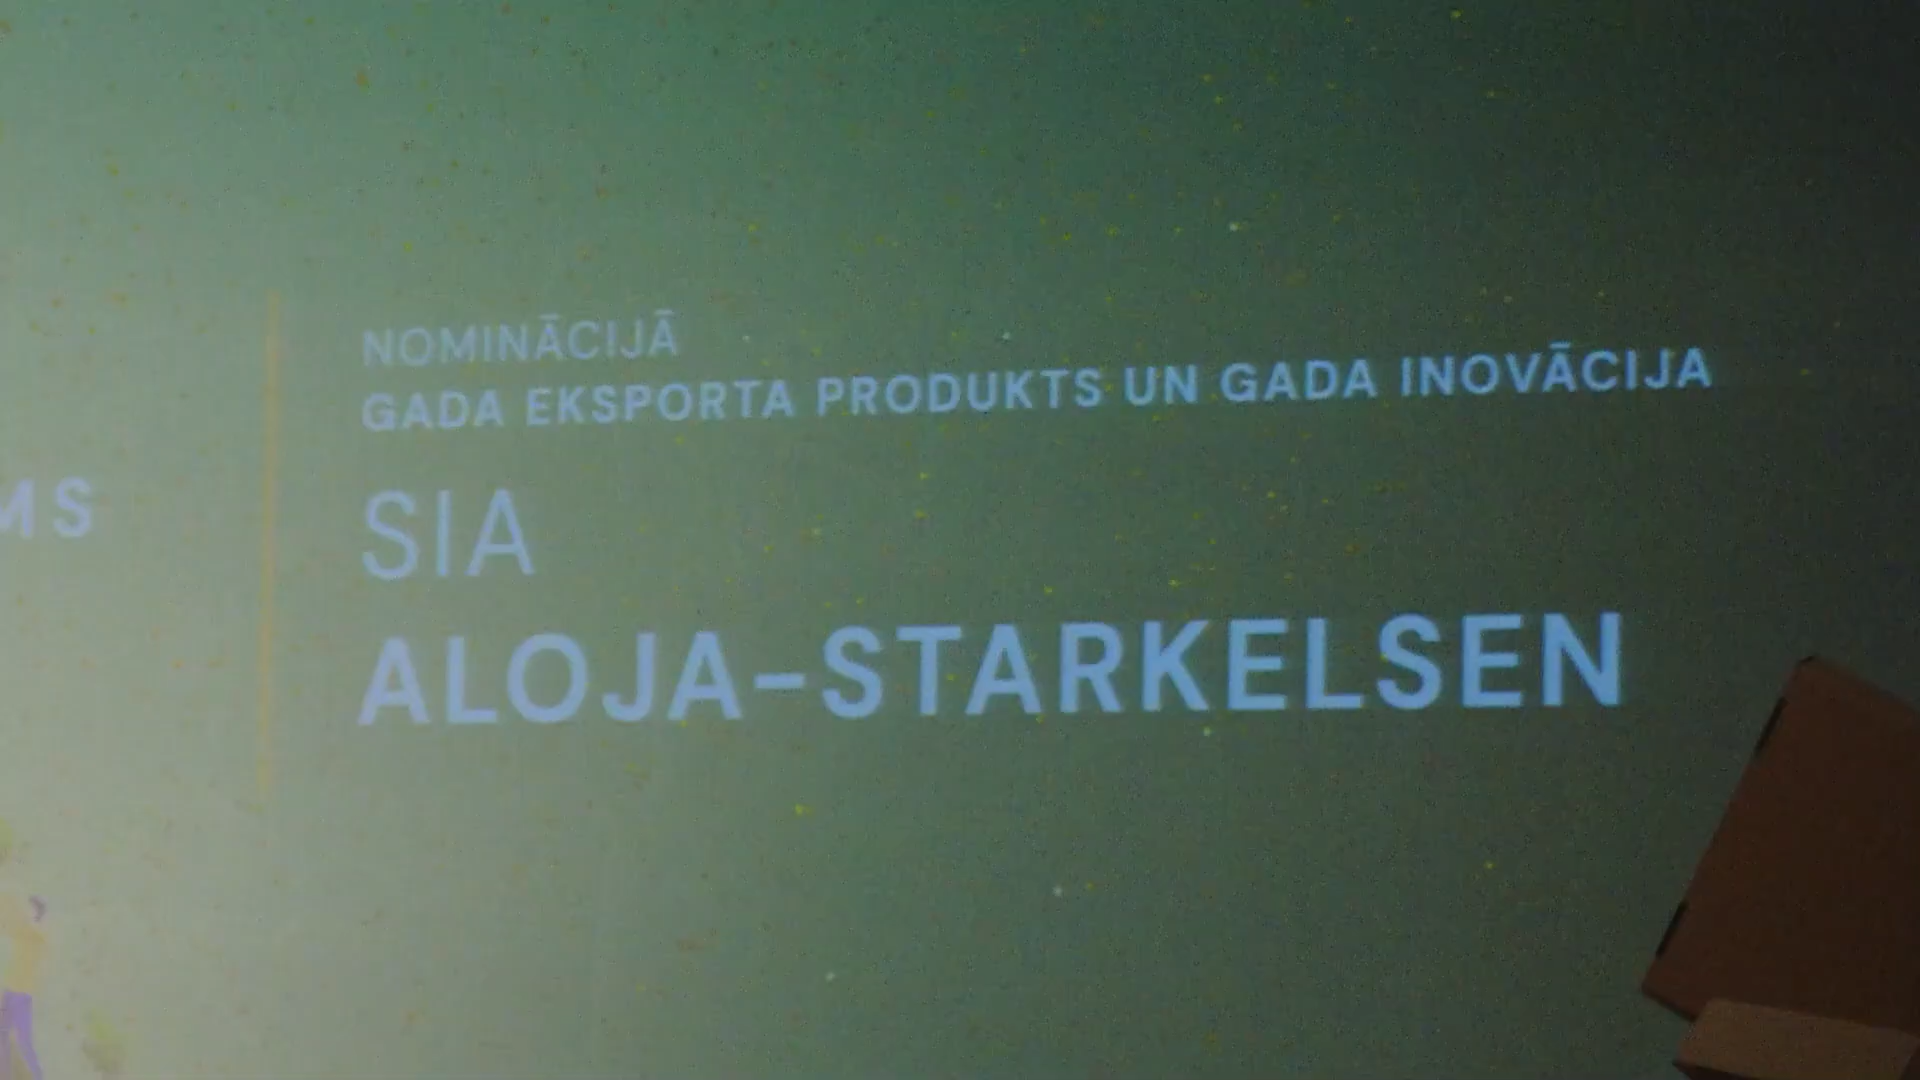 NOMINĀCIJĀ
GADA EKSPORTA PRODUKTS UN GADA INOVĀCIJA
SIA
ALOJA-STARKELSEN